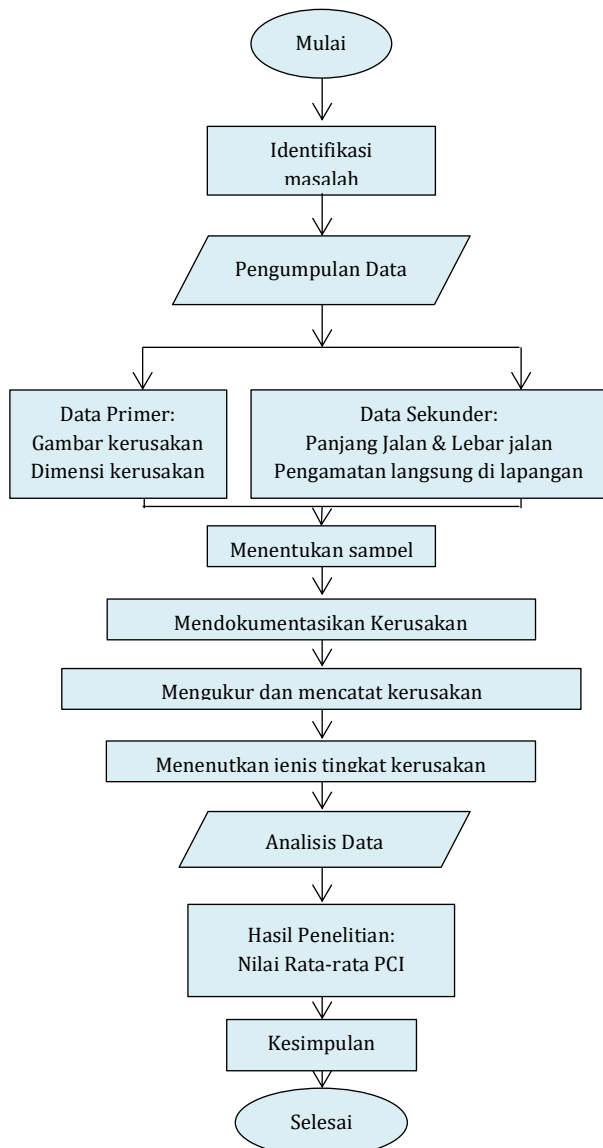 Mulai
Identifikasi
masalah
Pengumpulan Data
Data Primer:
Gambar kerusakan
Dimensi kerusakan
Data Sekunder:
Panjang Jalan & Lebar jalan
Pengamatan langsung di lapangan
Menentukan sampel
Mendokumentasikan Kerusakan
Mengukur dan mencatat kerusakan
Menenutkan jenis tingkat kerusakan
Analisis Data
Hasil Penelitian:
Nilai Rata-rata PCI
Kesimpulan
Selesai